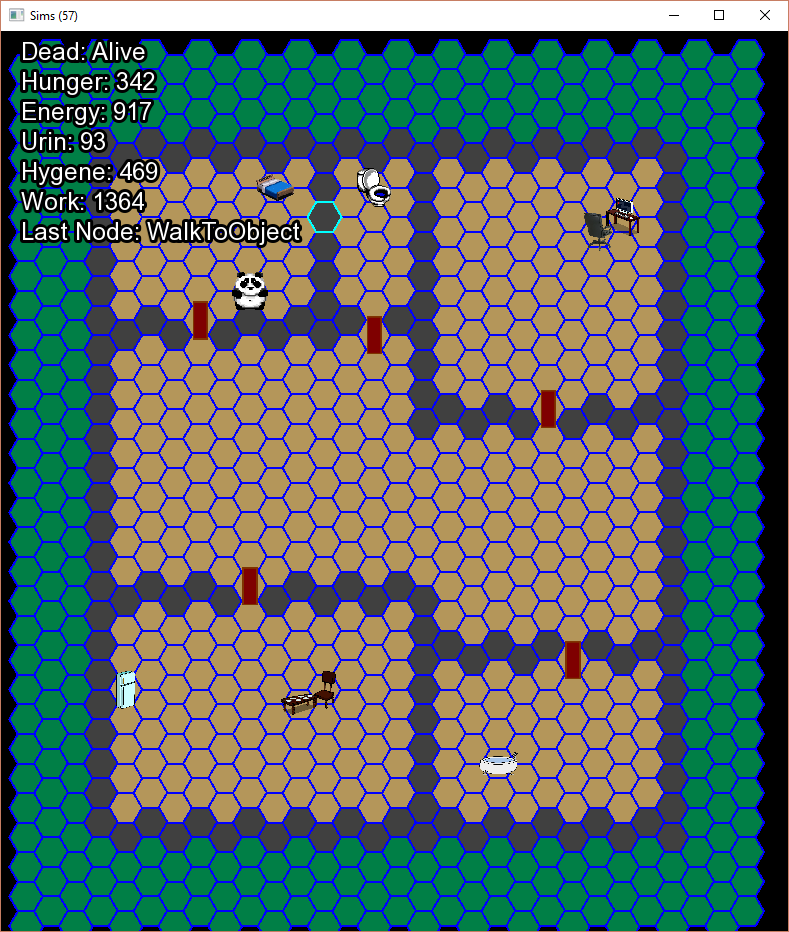 Sims (57)
Dead: Alive
Hunger: 342
Energy: 917
Urin: 93
Hygene: 469
Work: 1364
Last Node: WalkToObject